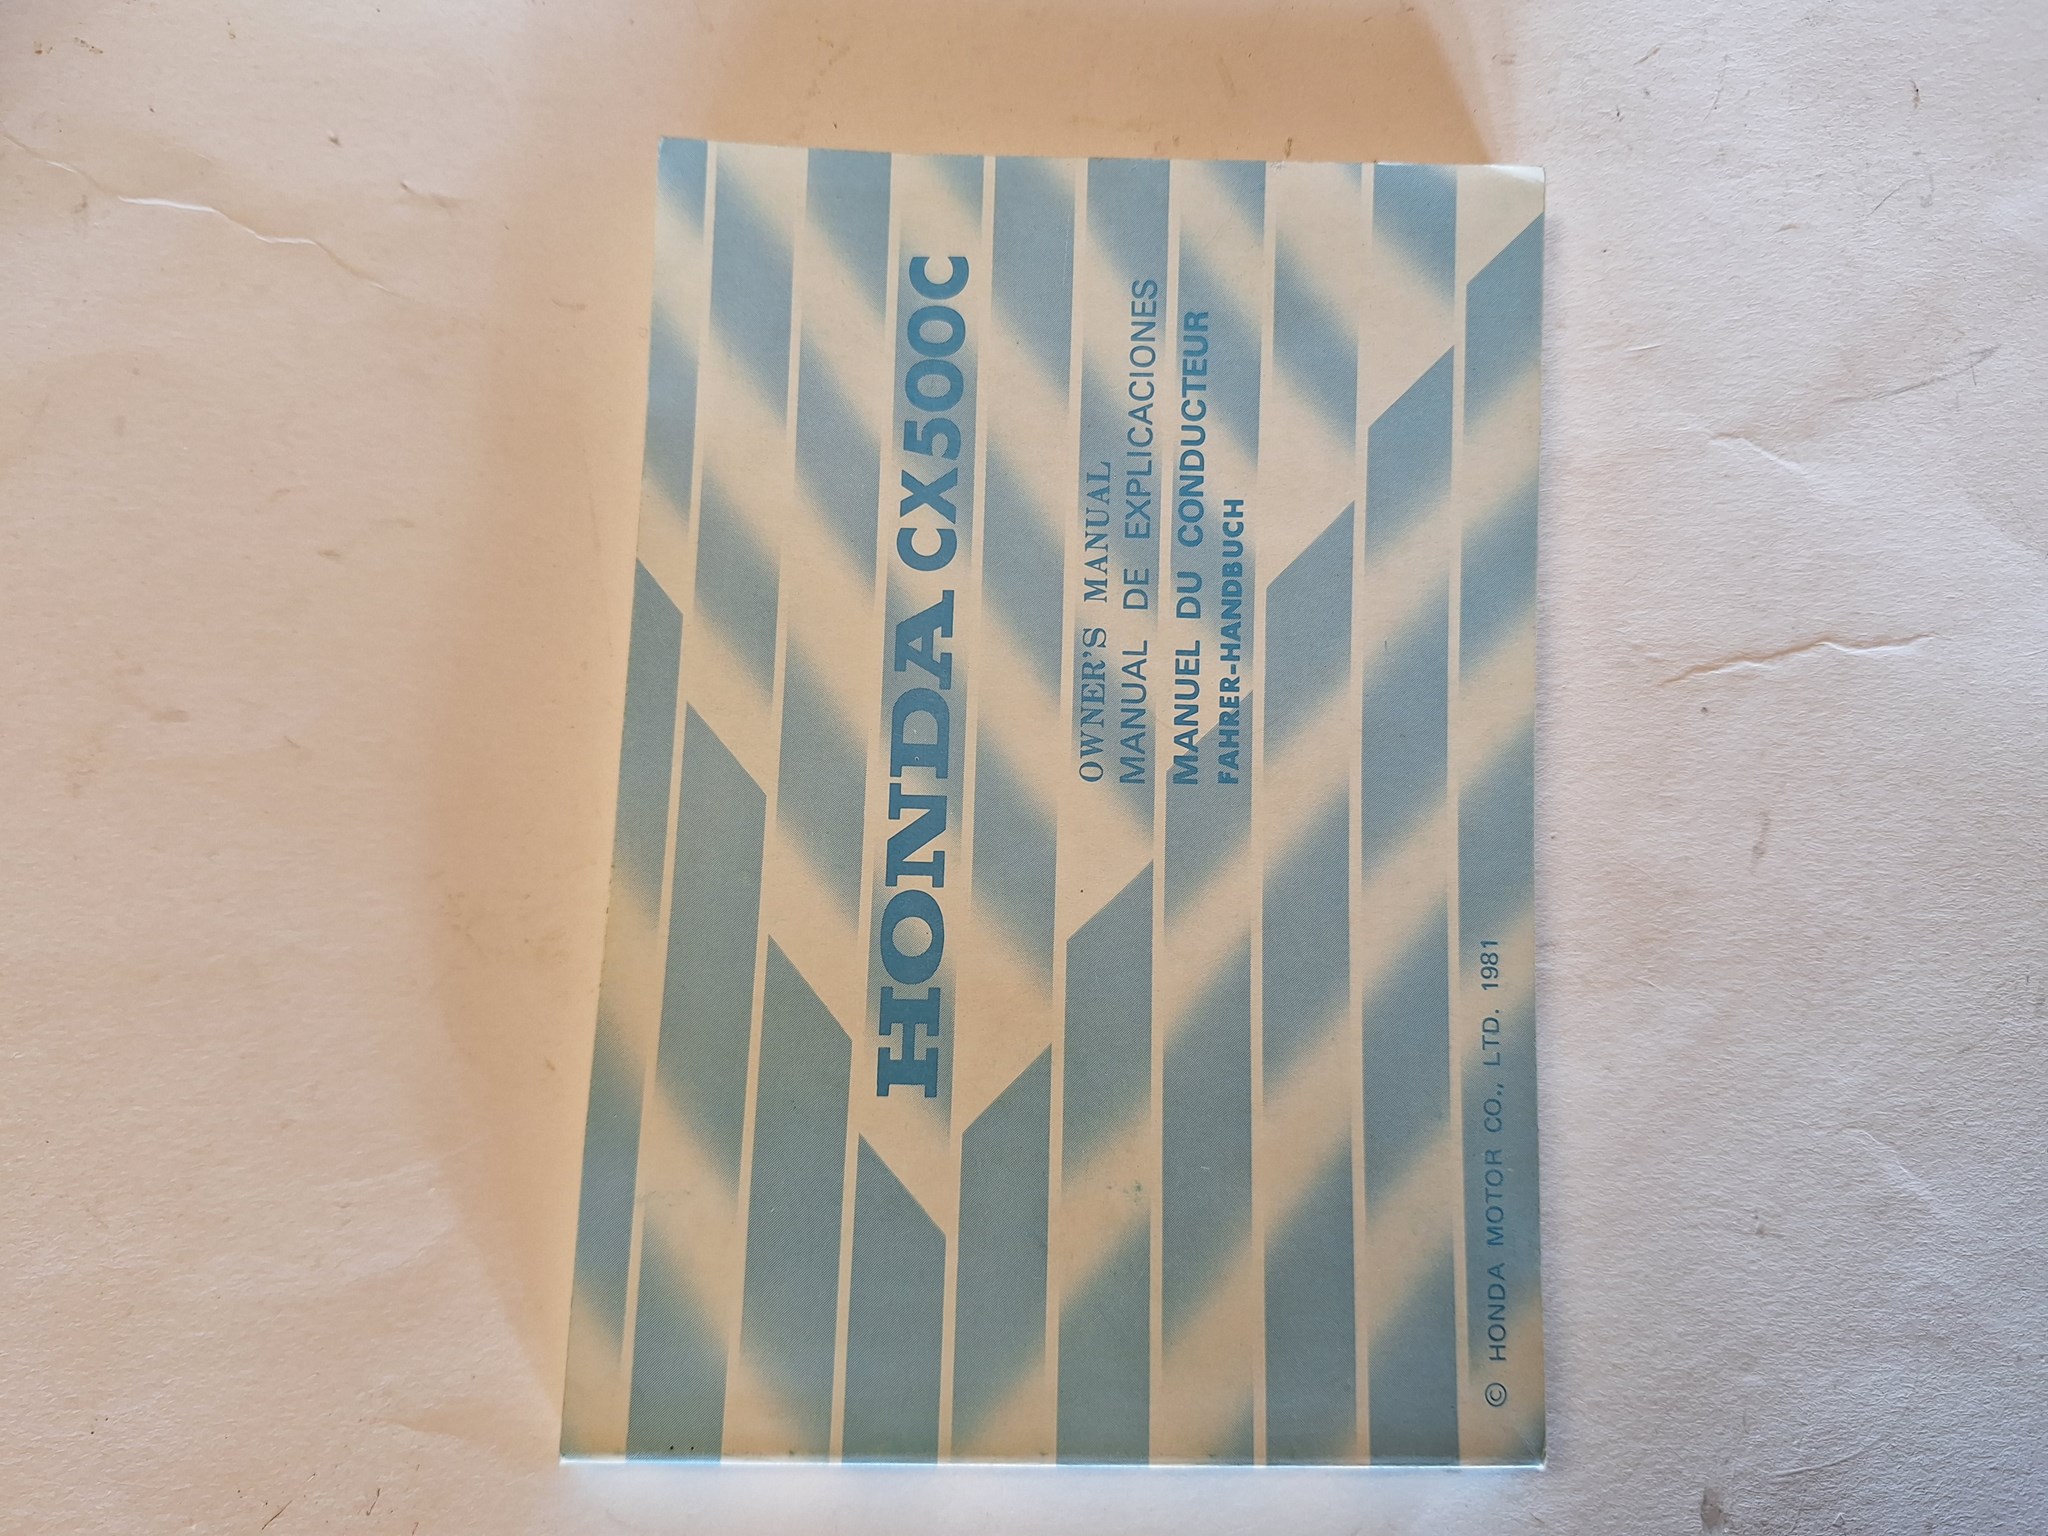 HONDA CX500C
OWNER'S MANUAL
MANUAL DE EXPLICACIONES
MANUEL DU CONDUCTEUR
FAHRER-HANDBUCH
© HONDA MOTOR CO., LTD. 1981